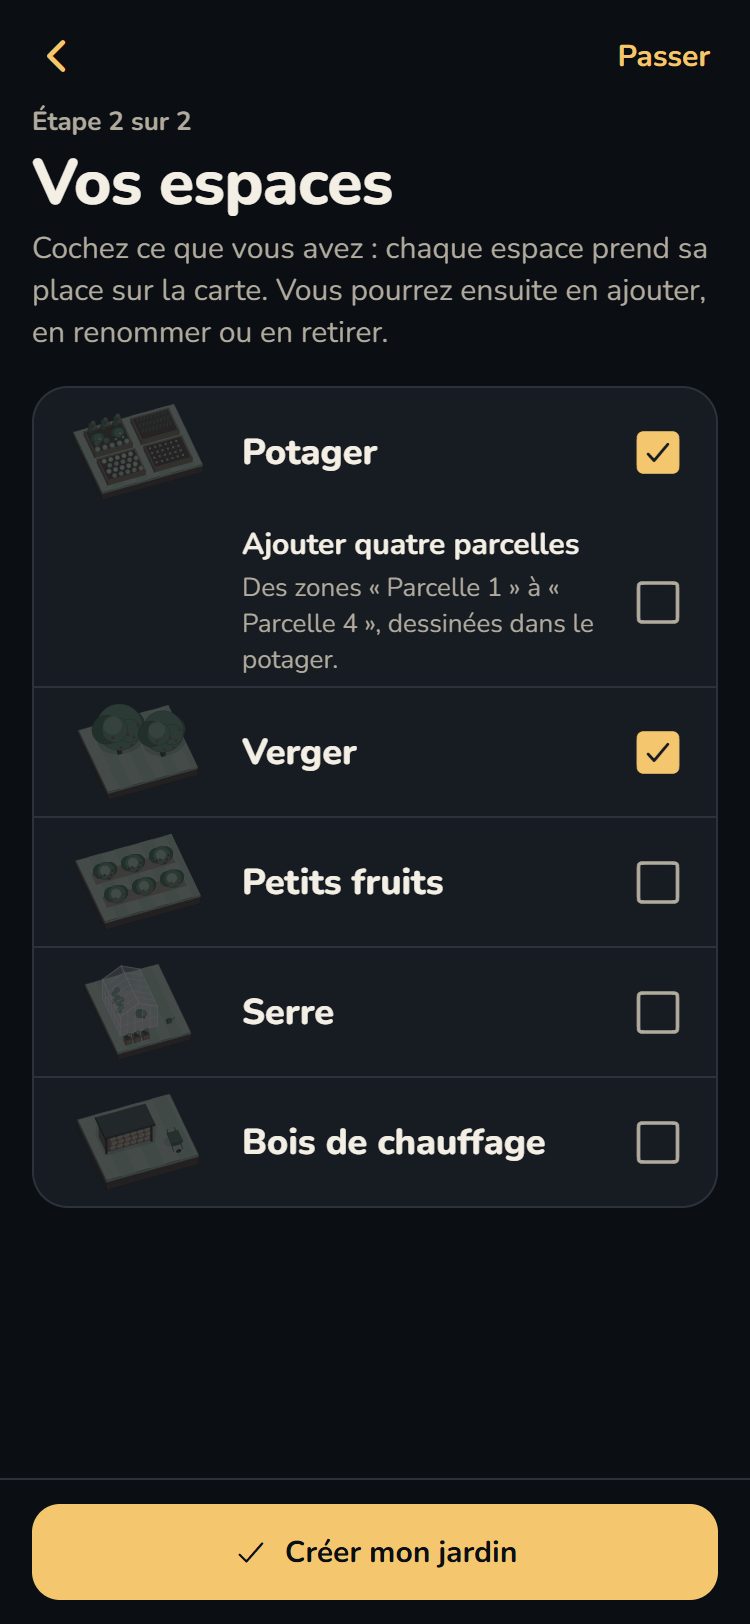 Passer
Étape 2 sur 2
Vos espaces
Cochez ce que vous avez : chaque espace prend sa
place sur la carte. Vous pourrez ensuite en ajouter,
en renommer ou en retirer.
Potager
Ajouter quatre parcelles
Des zones « Parcelle 1 » à «
Parcelle 4 », dessinées dans le
potager.
Verger
Petits fruits
Serre
Bois de chauffage
Créer mon jardin